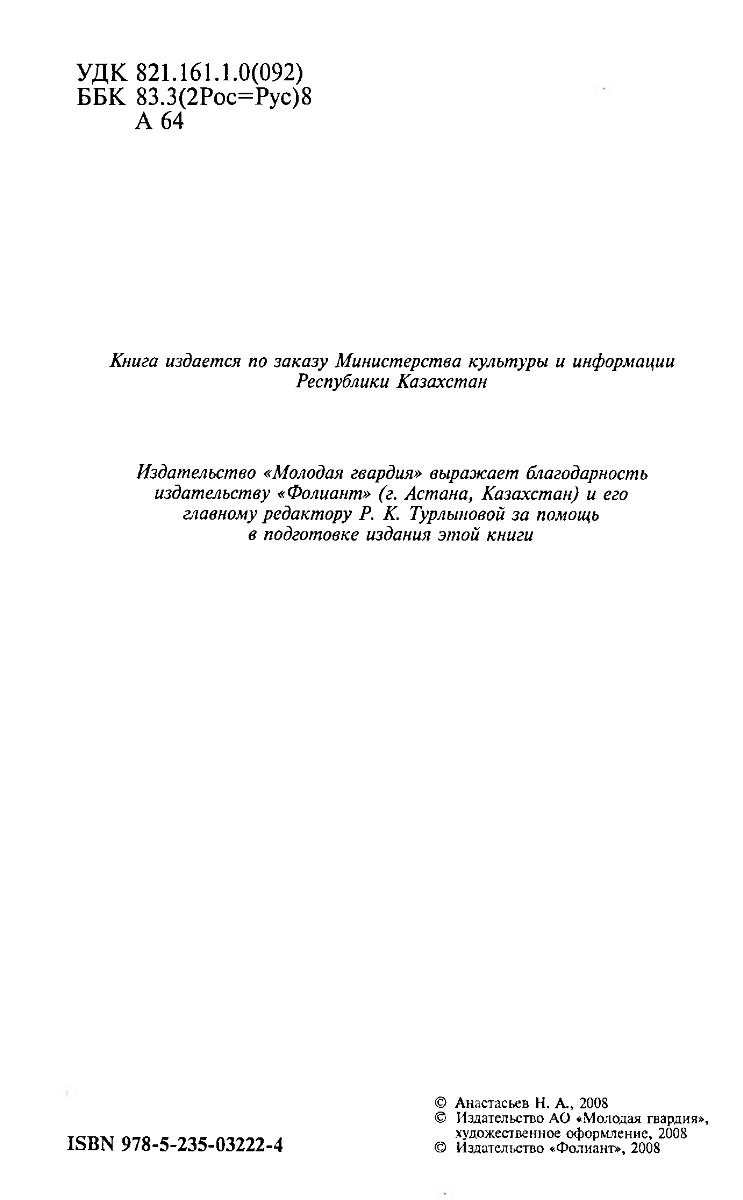 УДК 821.161.1.0(092)
ББК 83.3(2Рос=Рус)8
А 64
Книга издается по заказу Министерства культуры и информации
Республики Казахстан
Издательство «Молодая гвардия» выражает благодарность
издательству «Фолиант» (г. Астана, Казахстан) и его
главному редактору Р. К. Турлыновой за помощь
в подготовке издания этой книги
© Анастасьев Н. А., 2008
© Издательство АО «Молодая гвардия»,
художественное оформление, 2008
ISBN 978-5-235-03222-4
© Издательство «Фолиант», 2008